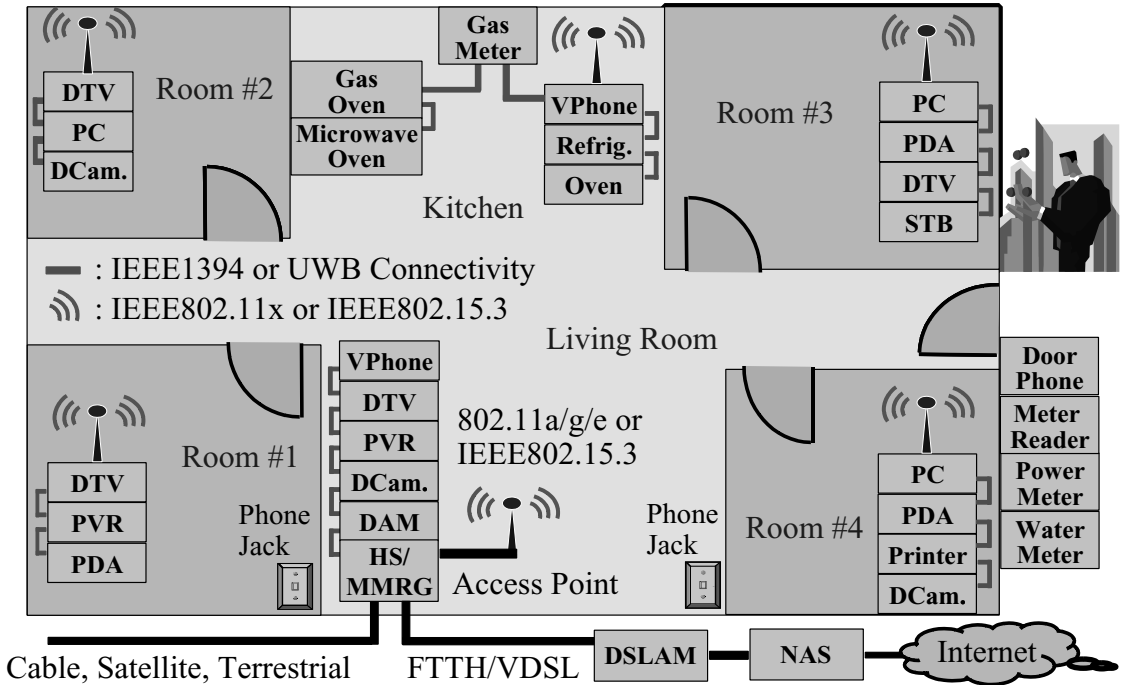 Gas
Meter
DTV
PC
DCam.
Room #2
Gas
Oven
Microwave
Oven
VPhone
Refrig.
Oven
Kitchen
Room #3
PC
PDA
DTV
STB
: IEEE1394 or UWB Connectivity
: IEEE802.11x or IEEE802.15.3
Living Room
Door
Phone
Meter
Reader
Power
Meter
Water
Meter
DTV
PVR
PDA
Room #1
Phone
Jack
VPhone
DTV
PVR
DCam.
DAM
HS/
MMRG
802.11a/g/e or
IEEE802.15.3
Access Point
Phone
Jack
Room #4
PC
PDA
Printer
DCam.
Cable, Satellite, Terrestrial
FTTH/VDSL
DSLAM
NAS
Internet